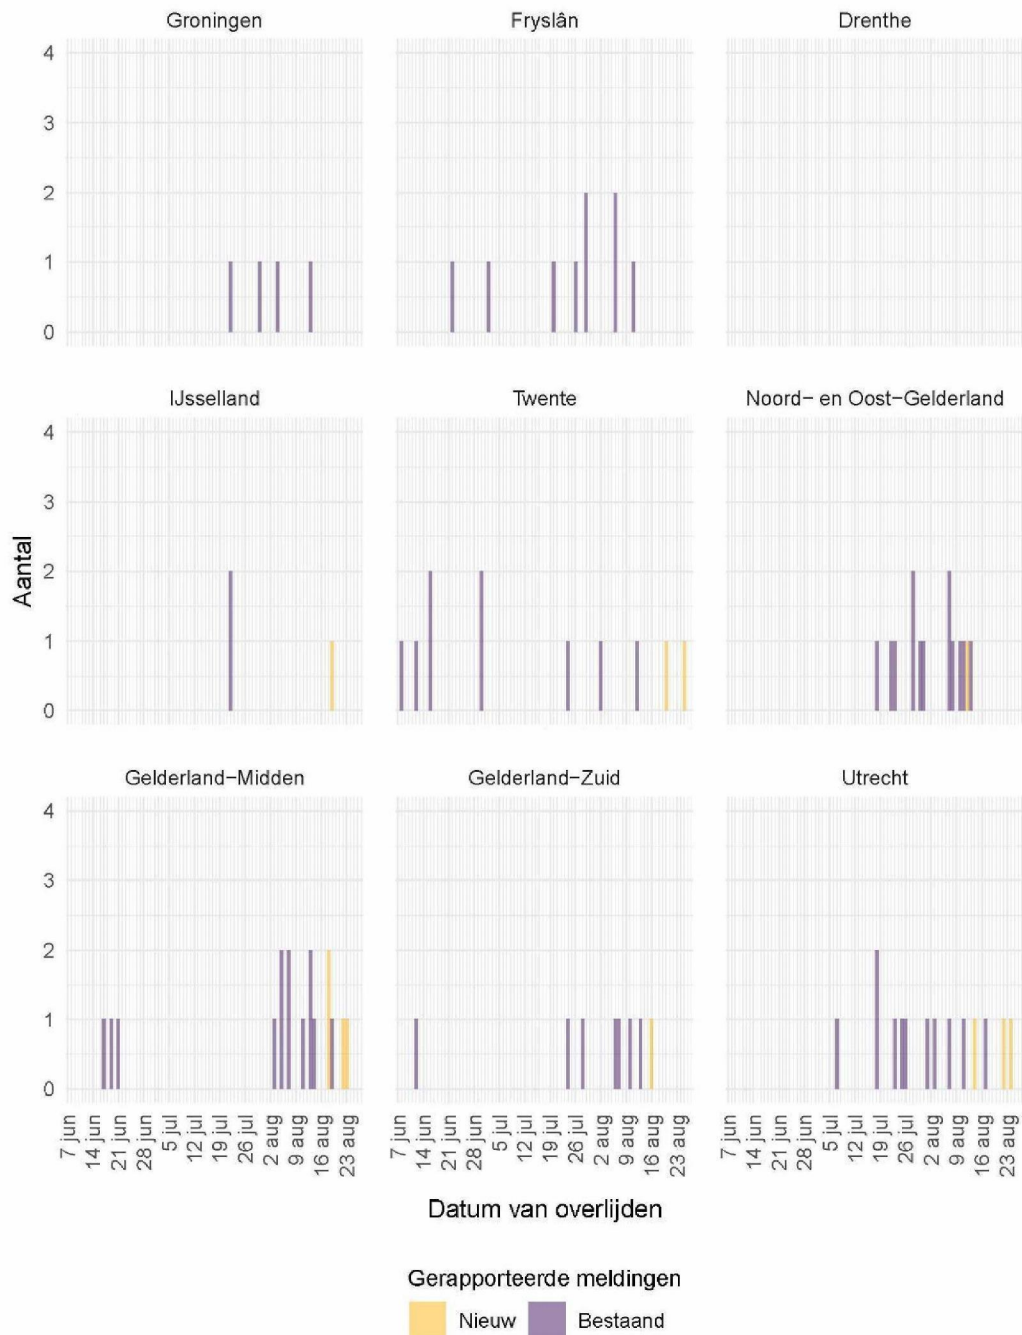 Groningen
Fryslân
Drenthe
4
3
2
1
0
IJsselland
Twente
Noord- en Oost-Gelderland
4
3
2
1
0
Aantal
Gelderland-Midden
Gelderland-Zuid
Utrecht
4
3
2
1
0
7 jun
14 jun
21 jun
28 jun
5 jul
12 jul
19 jul
26 jul
2 aug
9 aug
16 aug
23 aug
7 jun
14 jun
21 jun
28 jun
5 jul
12 jul
19 jul
26 jul
2 aug
9 aug
16 aug
23 aug
7 jun
14 jun
21 jun
28 jun
5 jul
12 jul
19 jul
26 jul
2 aug
9 aug
16 aug
23 aug
Datum van overlijden
Gerapporteerde meldingen
Nieuw
Bestaand